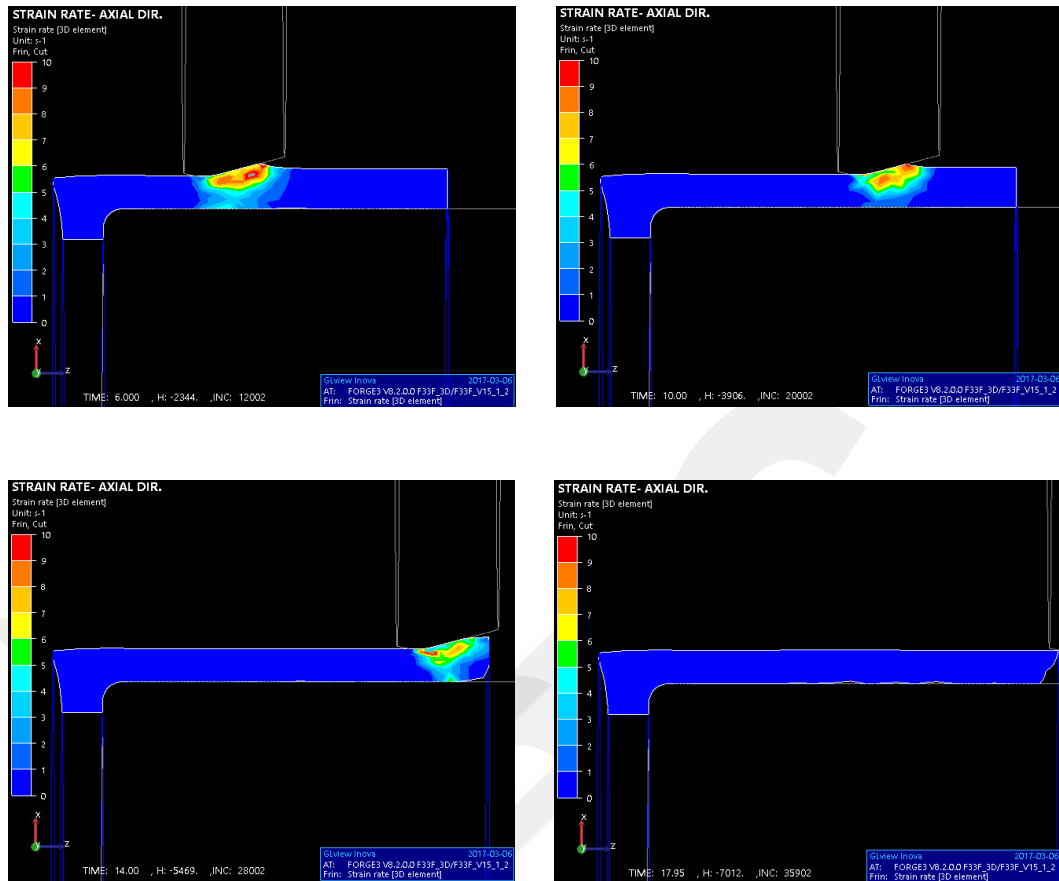 STRAIN RATE- AXIAL DIR.
Strain rate [3D element]
Unit: s-1
Frin, Cut
10
9
8
7
6
5
4
3
2
1
0
X
Y
Z
TIME: 6.000 , H: -2344. ,INC: 12002
GLview Inova 2017-03-06
AT: FORGE3 V8.2.0.0 F33F_3D/F33F_V15_1_2
Frin: Strain rate [3D element]
STRAIN RATE- AXIAL DIR.
Strain rate [3D element]
Unit: s-1
Frin, Cut
10
9
8
7
6
5
4
3
2
1
0
X
Y
Z
TIME: 10.00 , H: -3906. ,INC: 20002
GLview Inova 2017-03-06
AT: FORGE3 V8.2.0.0 F33F_3D/F33F_V15_1_2
Frin: Strain rate [3D element]
STRAIN RATE- AXIAL DIR.
Strain rate [3D element]
Unit: s-1
Frin, Cut
10
9
8
7
6
5
4
3
2
1
0
X
Y
Z
TIME: 14.00 , H: -5469. ,INC: 28002
GLview Inova 2017-03-06
AT: FORGE3 V8.2.0.0 F33F_3D/F33F_V15_1_2
Frin: Strain rate [3D element]
STRAIN RATE- AXIAL DIR.
Strain rate [3D element]
Unit: s-1
Frin, Cut
10
9
8
7
6
5
4
3
2
1
0
X
Y
Z
TIME: 17.95 , H: -7012. ,INC: 35902
GLview Inova 2017-03-06
AT: FORGE3 V8.2.0.0 F33F_3D/F33F_V15_1_2
Frin: Strain rate [3D element]